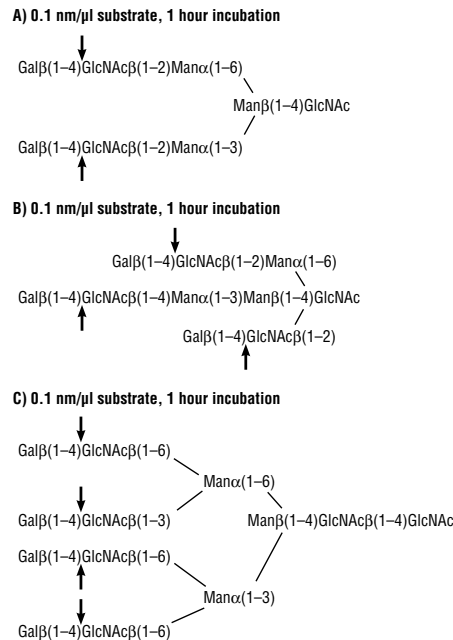 A) 0.1 nm/μl substrate, 1 hour incubation
Galβ(1–4)GlcNAcβ(1–2)Manα(1–6)
Manβ(1–4)GlcNAc
Galβ(1–4)GlcNAcβ(1–2)Manα(1–3)
B) 0.1 nm/μl substrate, 1 hour incubation
Galβ(1–4)GlcNAcβ(1–2)Manα(1–6)
Galβ(1–4)GlcNAcβ(1–4)Manα(1–3)Manβ(1–4)GlcNAc
Galβ(1–4)GlcNAcβ(1–2)
C) 0.1 nm/μl substrate, 1 hour incubation
Galβ(1–4)GlcNAcβ(1–6)
Manα(1–6)
Galβ(1–4)GlcNAcβ(1–3)
Manβ(1–4)GlcNAcβ(1–4)GlcNAc
Galβ(1–4)GlcNAcβ(1–6)
Manα(1–3)
Galβ(1–4)GlcNAcβ(1–6)